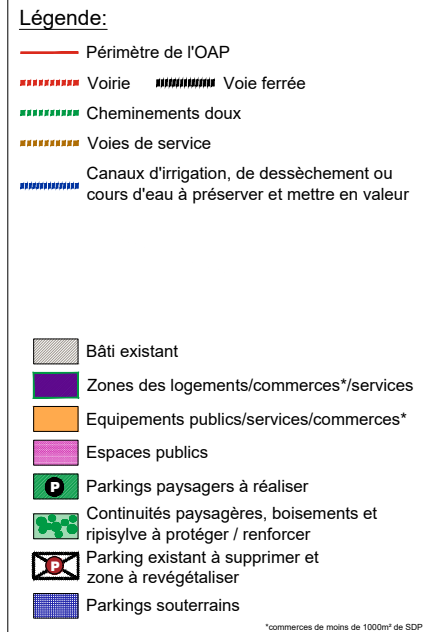 Légende:
Périmètre de l'OAP
Voirie Voie ferrée
Cheminements doux
Voies de service
Canaux d'irrigation, de dessèchement ou
cours d'eau à préserver et mettre en valeur
Bâti existant
Zones des logements/commerces*/services
Equipements publics/services/commerces*
Espaces publics
P Parkings paysagers à réaliser
Continuités paysagères, boisements et
ripisylve à protéger / renforcer
P Parking existant à supprimer et
zone à revégétaliser
Parkings souterrains
*commerces de moins de 1000m² de SDP